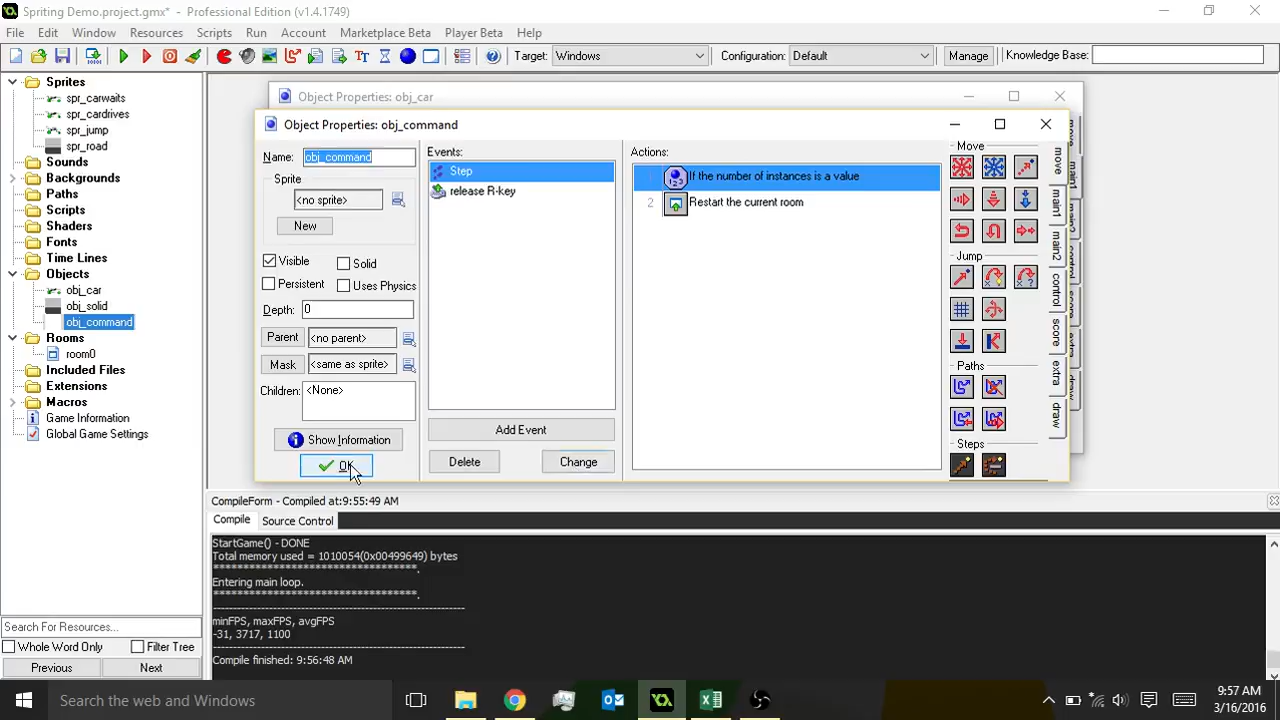 Spriting Demo.project.gmx* - Professional Edition (v1.4.1749)
File Edit Window Resources Scripts Run Account Marketplace Beta Player Beta Help
Target: Windows Configuration: Default Manage Knowledge Base:
Sprites
spr_carwaits
spr_cardrives
spr_jump
spr_road
Sounds
Backgrounds
Paths
Scripts
Shaders
Fonts
Time Lines
Objects
obj_car
obj_solid
obj_command
Rooms
room0
Included Files
Extensions
Macros
Game Information
Global Game Settings
Search For Resources...
Whole Word Only Filter Tree
Previous Next
Object Properties: obj_car
main1
Object Properties: obj_command
Name: obj_command
Sprite
<no sprite>
New
Visible Solid
Persistent Uses Physics
Depth: 0
Parent <no parent>
Mask <same as sprite>
Children: <None>
Show Information
OK
Events:
Step
release R-key
Add Event
Delete Change
Actions:
1 If the number of instances is a value
2 Restart the current room
Move
Jump
Paths
Steps
move
main1
main2
control
score
extra
draw
CompileForm - Compiled at:9:55:49 AM
Compile Source Control
StartGame() - DONE
Total memory used = 1010054(0x00499649) bytes
**********************************.
Entering main loop.
**********************************.
minFPS, maxFPS, avgFPS
-31, 3717, 1100
Compile finished: 9:56:48 AM
Search the web and Windows
9:57 AM
3/16/2016